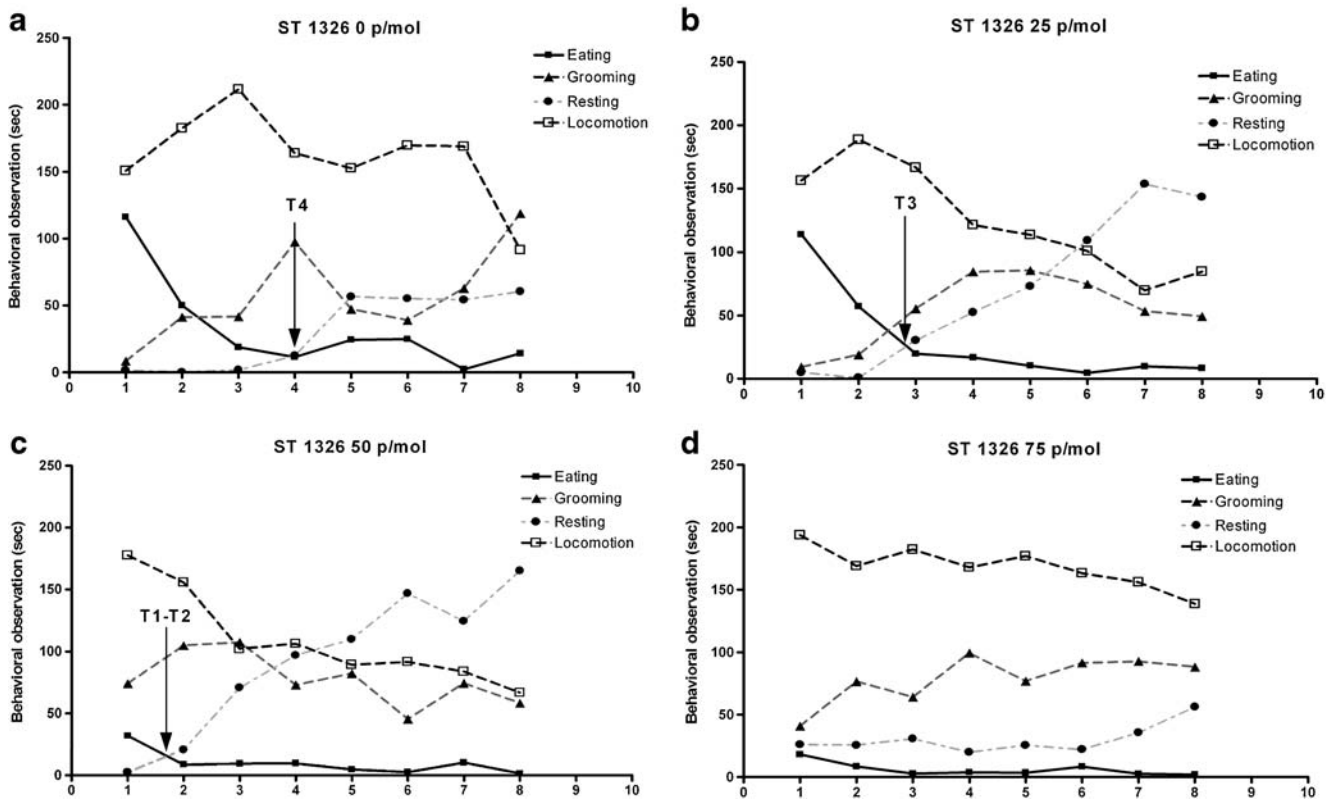 a
ST 1326 0 p/mol
Behavioral observation (sec)
250
200
150
100
50
0
Eating
Grooming
Resting
Locomotion
T4
0 1 2 3 4 5 6 7 8 9 10
b
ST 1326 25 p/mol
Behavioral observation (sec)
250
200
150
100
50
0
Eating
Grooming
Resting
Locomotion
T3
0 1 2 3 4 5 6 7 8 9 10
c
ST 1326 50 p/mol
Behavioral observation (sec)
250
200
150
100
50
0
Eating
Grooming
Resting
Locomotion
T1-T2
0 1 2 3 4 5 6 7 8 9 10
d
ST 1326 75 p/mol
Behavioral observation (sec)
250
200
150
100
50
0
Eating
Grooming
Resting
Locomotion
0 1 2 3 4 5 6 7 8 9 10